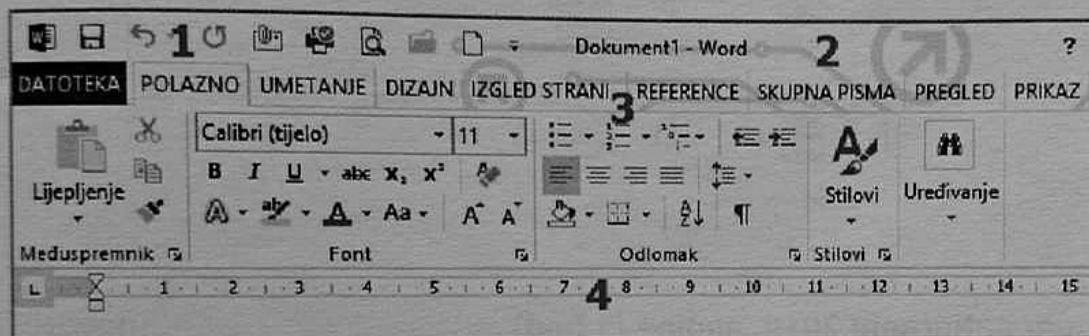 1 Dokument1 - Word 2 ?
DATOTEKA POLAZNO UMETANJE DIZAJN IZGLED STRANI REFERENCE SKUPNA PISMA PREGLED PRIKAZ
3
Calibri (tijelo) 11
B I U abc X₂ X²
Lijepljenje
A ab A Aa A A
A Z ¶
Stilovi
Uređivanje
Međuspremnik Font Odlomak Stilovi
L 1 2 3 4 5 6 7 8 9 10 11 12 13 14 15
4